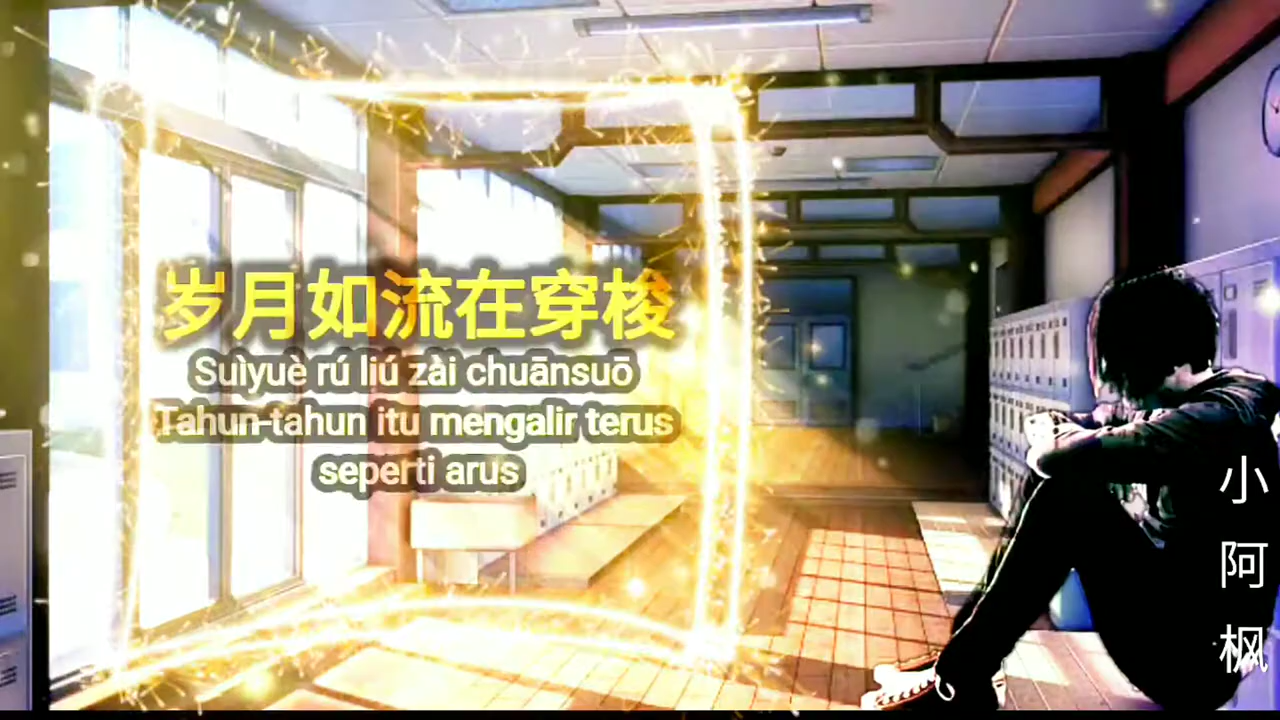 岁月如流在穿梭
Suìyuè rú liú zài chuānsuō
Tahun-tahun itu mengalir terus
seperti arus
小阿枫